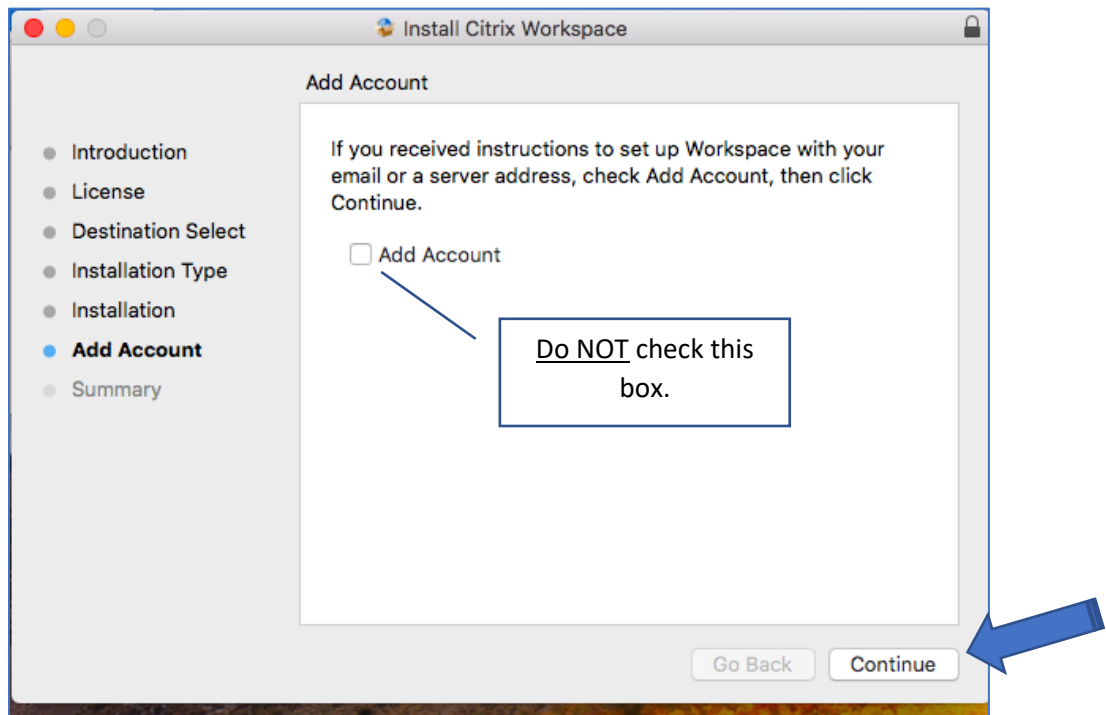 Install Citrix Workspace
Add Account
Introduction
License
Destination Select
Installation Type
Installation
Add Account
Summary
If you received instructions to set up Workspace with your
email or a server address, check Add Account, then click
Continue.
Add Account
Do NOT check this
box.
Go Back
Continue